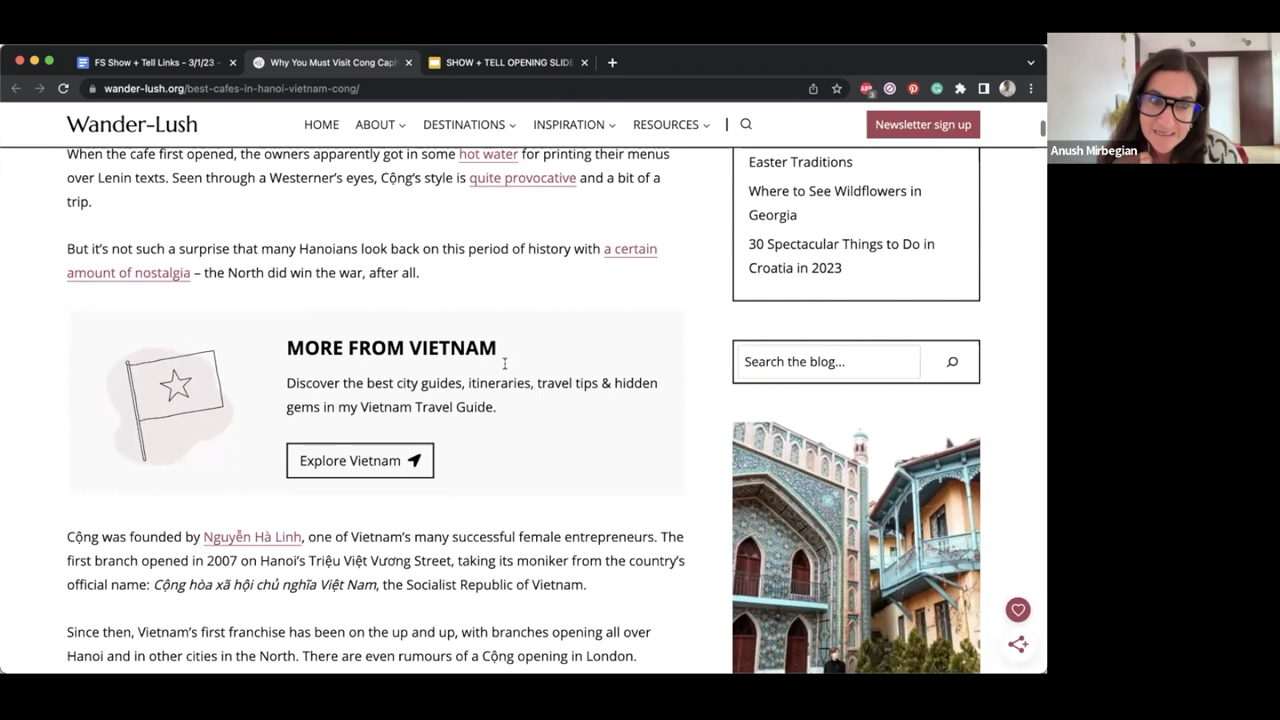 FS Show + Tell Links - 3/1/23 -
Why You Must Visit Cong Caph
SHOW + TELL OPENING SLIDE
wander-lush.org/best-cafes-in-hanoi-vietnam-cong/
Wander-Lush
HOME
ABOUT
DESTINATIONS
INSPIRATION
RESOURCES
Newsletter sign up
When the cafe first opened, the owners apparently got in some hot water for printing their menus
over Lenin texts. Seen through a Westerner's eyes, Cộng's style is quite provocative and a bit of a
trip.
But it's not such a surprise that many Hanoians look back on this period of history with a certain
amount of nostalgia – the North did win the war, after all.
MORE FROM VIETNAM
Discover the best city guides, itineraries, travel tips & hidden
gems in my Vietnam Travel Guide.
Explore Vietnam
Cộng was founded by Nguyễn Hà Linh, one of Vietnam's many successful female entrepreneurs. The
first branch opened in 2007 on Hanoi's Triệu Việt Vương Street, taking its moniker from the country's
official name: Cộng hòa xã hội chủ nghĩa Việt Nam, the Socialist Republic of Vietnam.
Since then, Vietnam's first franchise has been on the up and up, with branches opening all over
Hanoi and in other cities in the North. There are even rumours of a Cộng opening in London.
Easter Traditions
Where to See Wildflowers in
Georgia
30 Spectacular Things to Do in
Croatia in 2023
Search the blog...
Anush Mirbegian